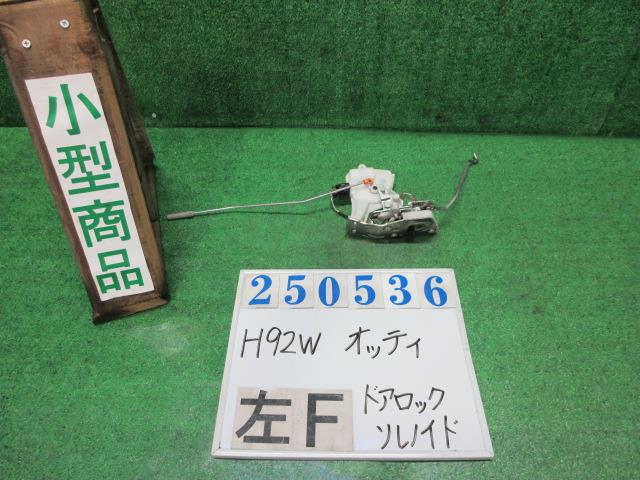 小型商品
250536
H92W オッティ
左F ドアロック
ソレノイド